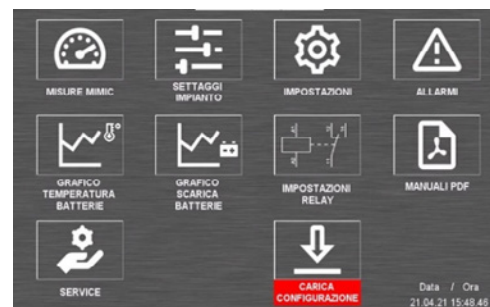 MISURE MIMIC
SETTAGGI
IMPIANTO
IMPOSTAZIONI
ALLARMI
GRAFICO
TEMPERATURA
BATTERIE
GRAFICO
SCARICA
BATTERIE
IMPOSTAZIONI
RELAY
MANUALI PDF
SERVICE
CARICA
CONFIGURAZIONE
Data / Ora
21.04.21 15:48:46